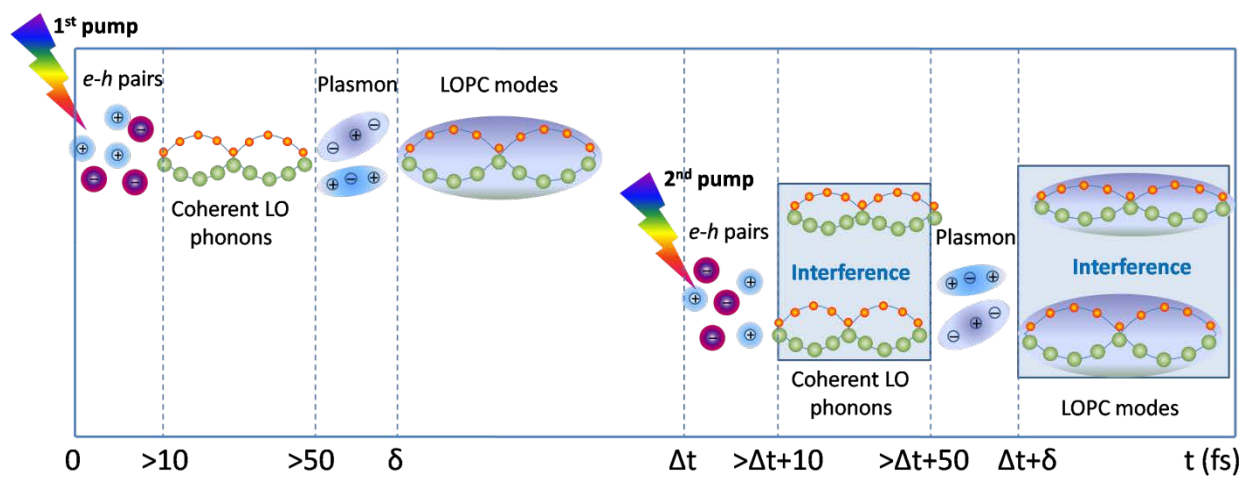 1st pump
e-h pairs
Plasmon
LOPC modes
⊕ ⊖
⊕ ⊕
⊖ ⊖
⊖ ⊕ ⊖
⊕ ⊖ ⊕
Coherent LO
phonons
2nd pump
e-h pairs
⊖ ⊕
⊕ ⊖
⊖ ⊕
Interference
Coherent LO
phonons
Plasmon
⊕ ⊖ ⊕
⊖ ⊕ ⊖
Interference
LOPC modes
0 >10 >50 δ Δt >Δt+10 >Δt+50 Δt+δ t (fs)